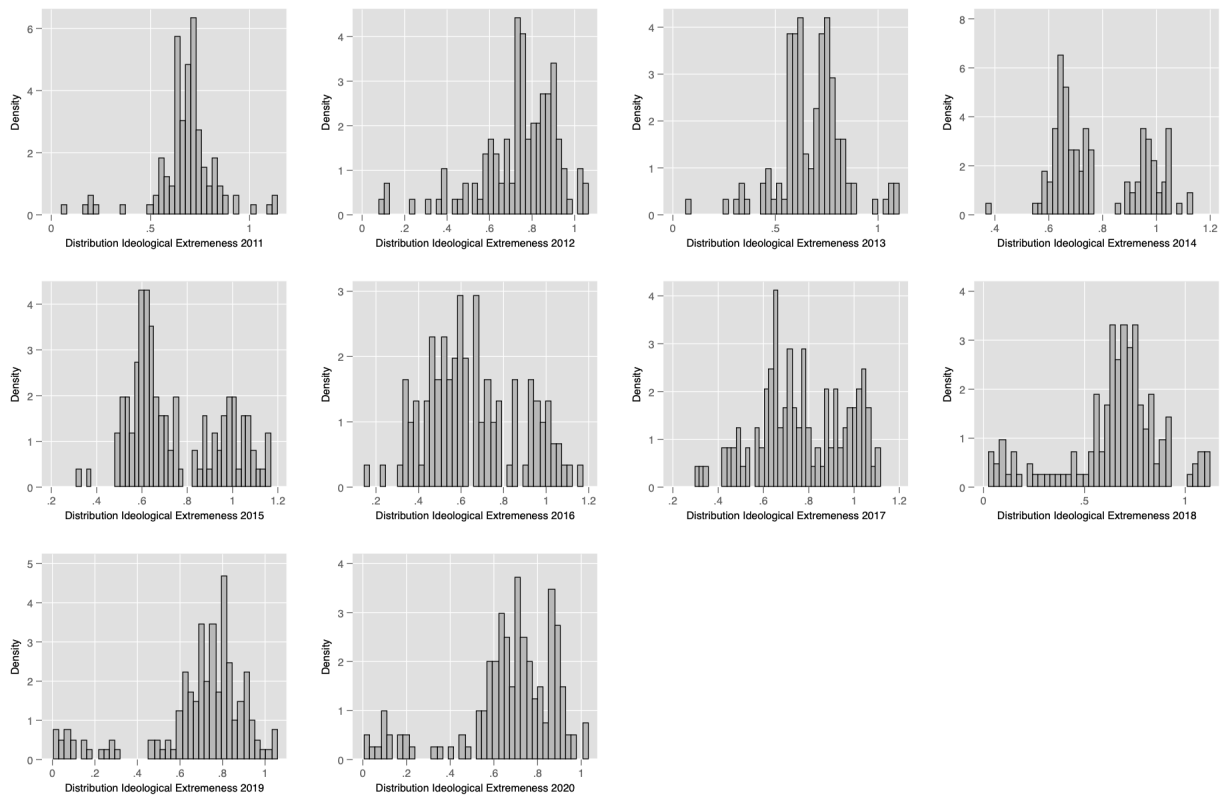 Density
0 2 4 6
0 .5 1
Distribution Ideological Extremeness 2011
Density
0 1 2 3 4
0 .2 .4 .6 .8 1
Distribution Ideological Extremeness 2012
Density
0 1 2 3 4
0 .5 1
Distribution Ideological Extremeness 2013
Density
0 2 4 6 8
.4 .6 .8 1 1.2
Distribution Ideological Extremeness 2014
Density
0 1 2 3 4
.2 .4 .6 .8 1 1.2
Distribution Ideological Extremeness 2015
Density
0 1 2 3
.2 .4 .6 .8 1 1.2
Distribution Ideological Extremeness 2016
Density
0 1 2 3 4
.2 .4 .6 .8 1 1.2
Distribution Ideological Extremeness 2017
Density
0 1 2 3 4
0 .5 1
Distribution Ideological Extremeness 2018
Density
0 1 2 3 4 5
0 .2 .4 .6 .8 1
Distribution Ideological Extremeness 2019
Density
0 1 2 3 4
0 .2 .4 .6 .8 1
Distribution Ideological Extremeness 2020